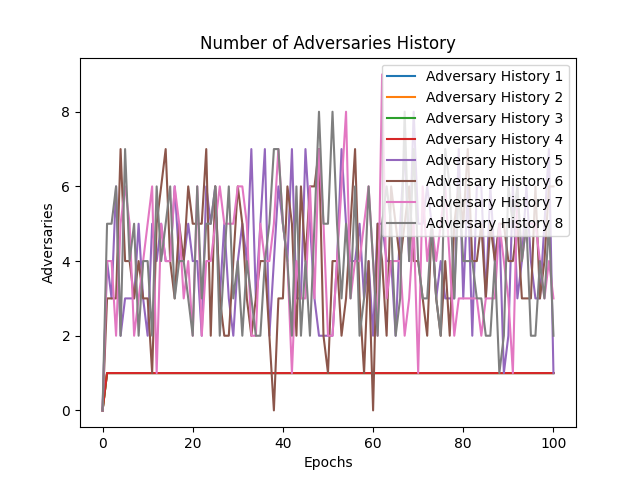 Number of Adversaries History
Adversary History 1
Adversary History 2
Adversary History 3
Adversary History 4
Adversary History 5
Adversary History 6
Adversary History 7
Adversary History 8
Adversaries
8
6
4
2
0
0 20 40 60 80 100
Epochs